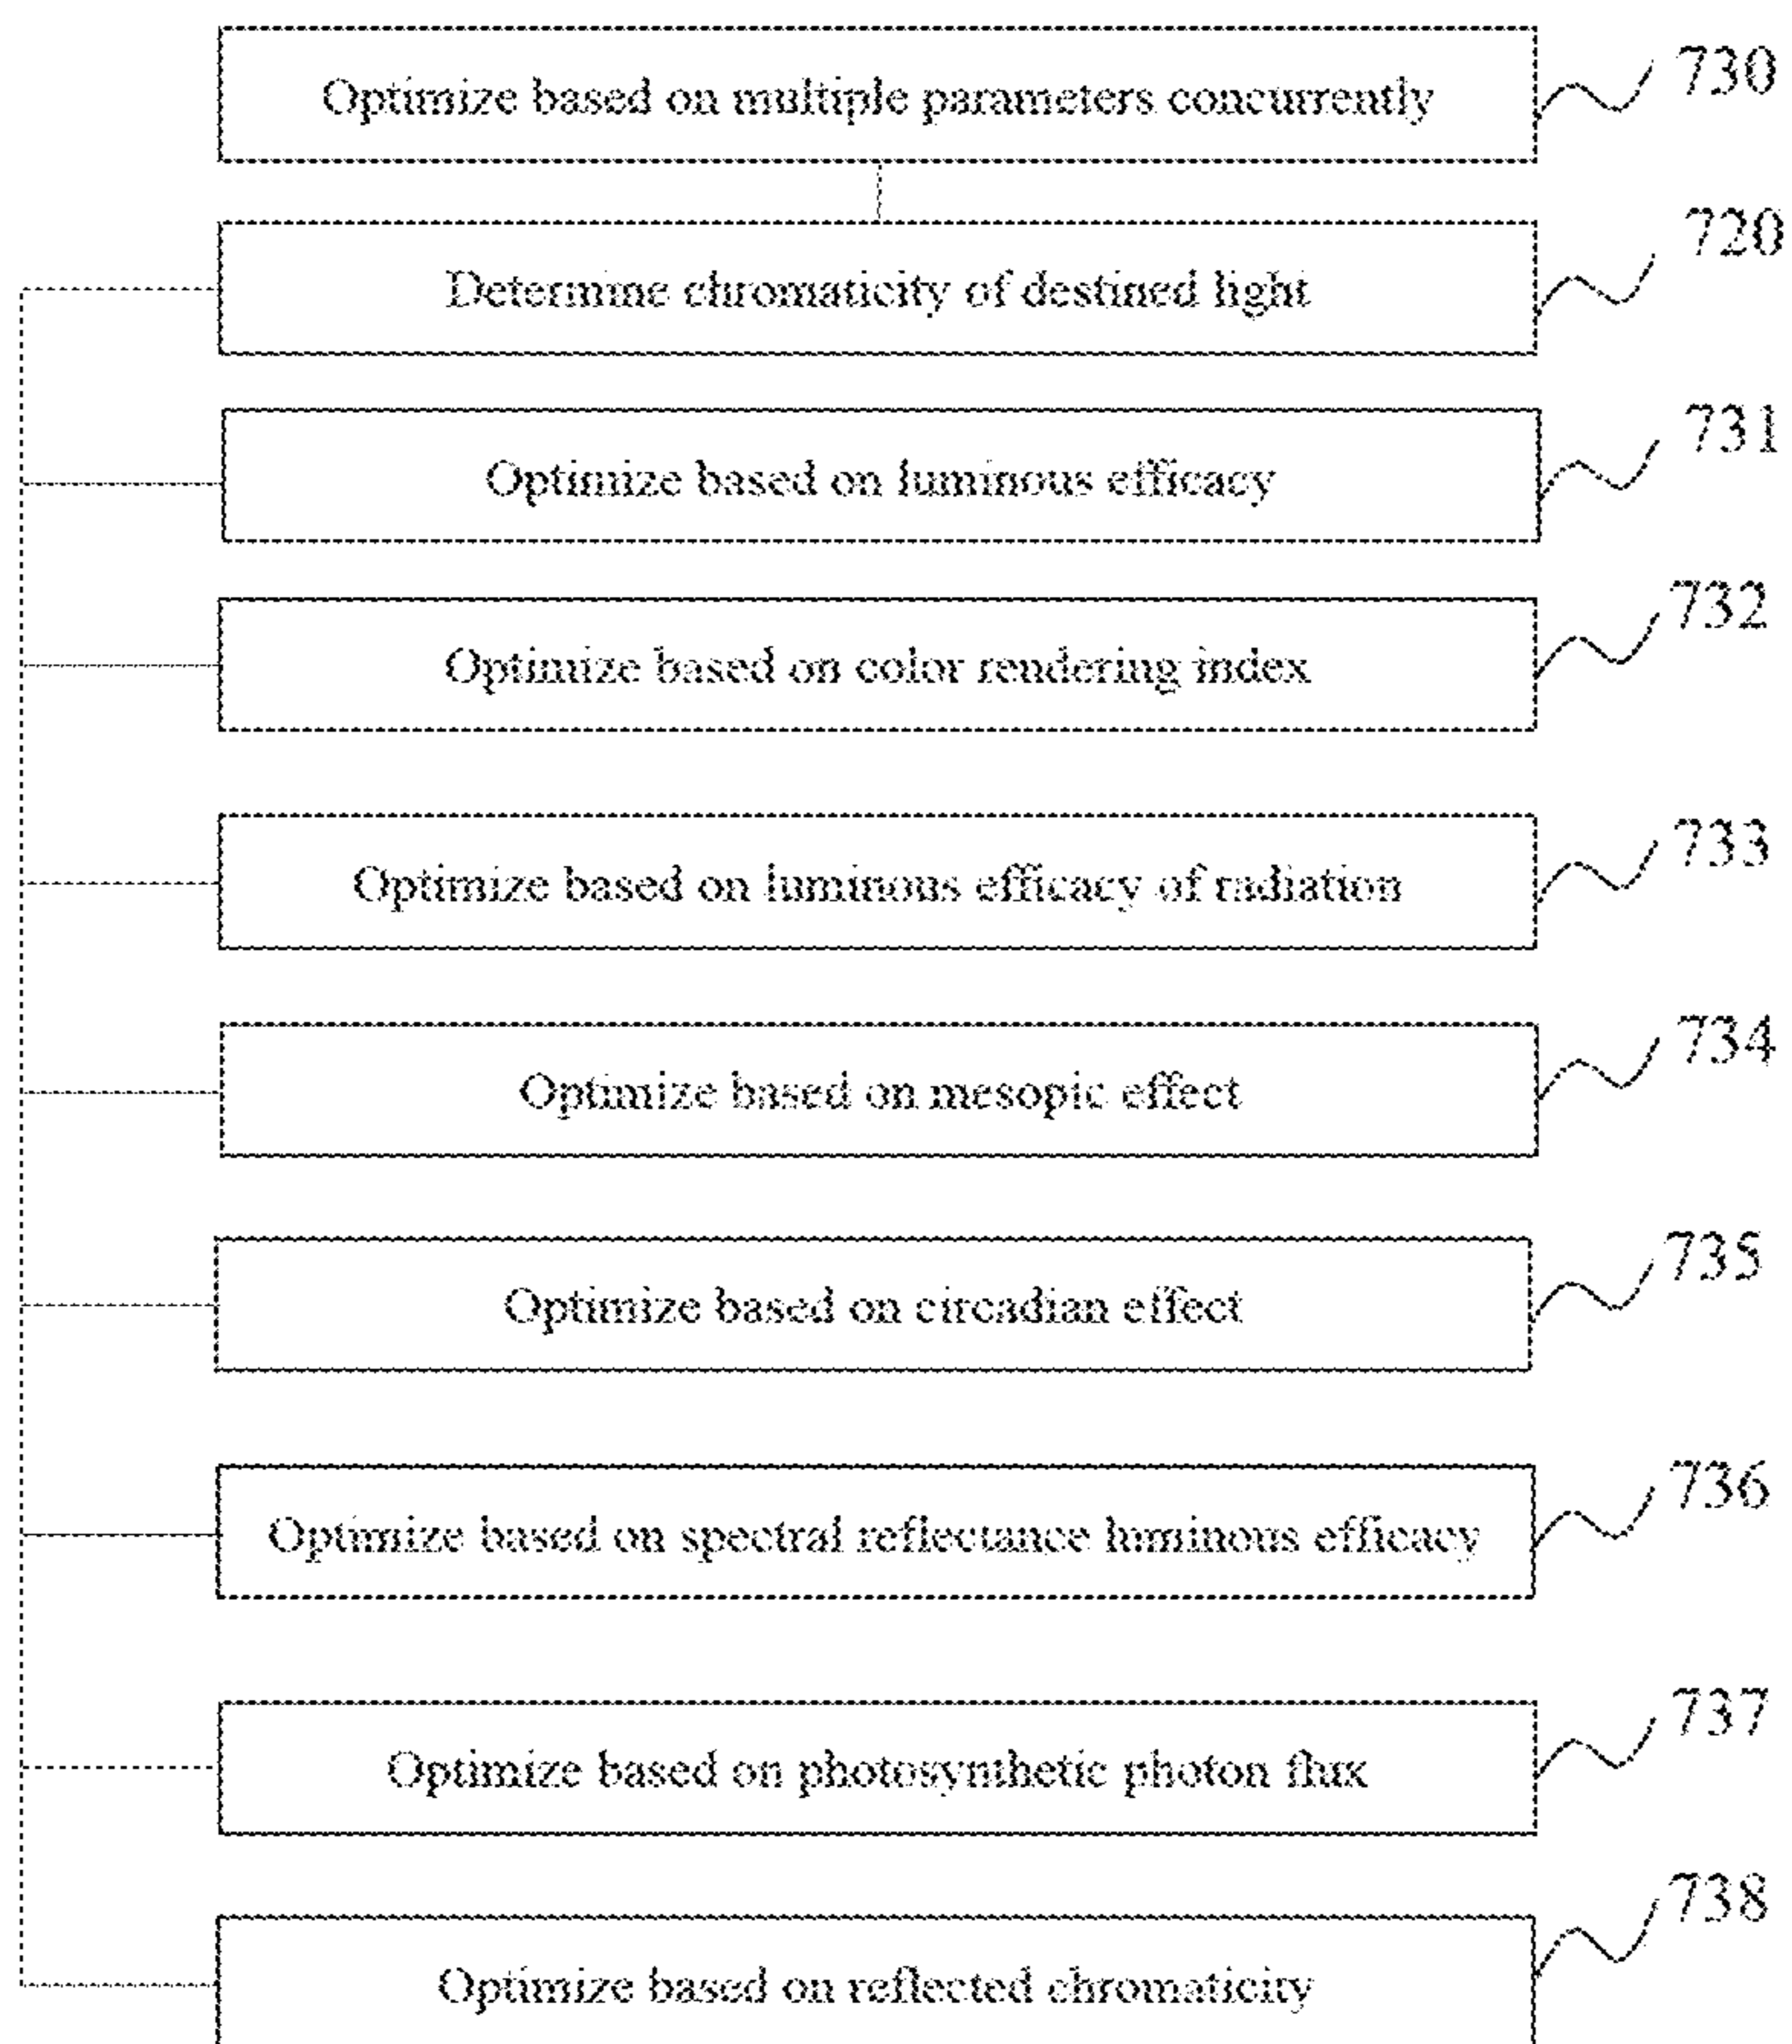 Optimize based on multiple parameters concurrently
730
Determine chromaticity of destined light
720
Optimize based on luminous efficacy
731
Optimize based on color rendering index
732
Optimize based on luminous efficacy of radiation
733
Optimize based on mesopic effect
734
Optimize based on circadian effect
735
Optimize based on spectral reflectance luminous efficacy
736
Optimize based on photosynthetic photon flux
737
Optimize based on reflected chromaticity
738